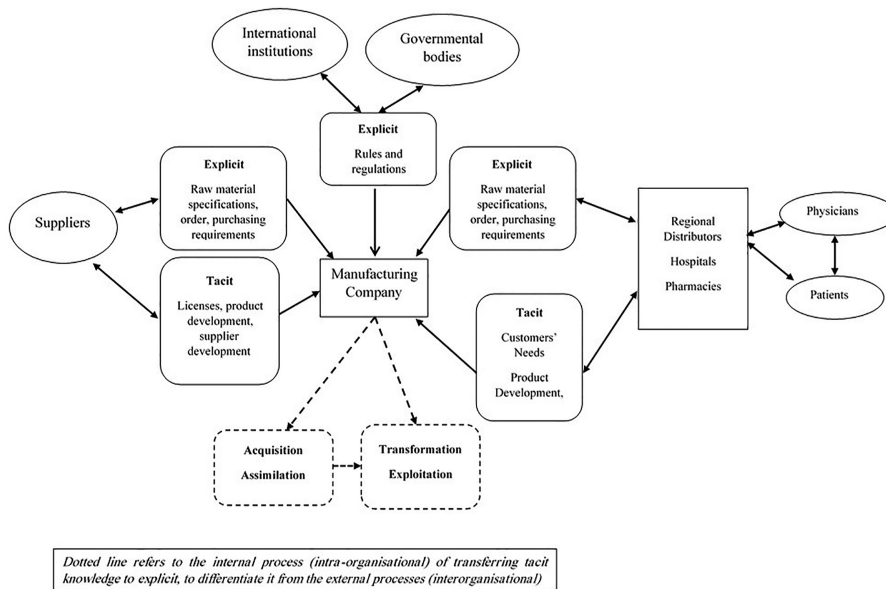 International
institutions
Governmental
bodies
Explicit
Rules and
regulations
Explicit
Raw material
specifications,
order, purchasing
requirements
Explicit
Raw material
specifications,
order, purchasing
requirements
Suppliers
Regional
Distributors
Hospitals
Pharmacies
Physicians
Patients
Manufacturing
Company
Tacit
Licenses, product
development,
supplier
development
Tacit
Customers’
Needs
Product
Development,
Acquisition
Assimilation
Transformation
Exploitation
Dotted line refers to the internal process (intra-organisational) of transferring tacit
knowledge to explicit, to differentiate it from the external processes (interorganisational)